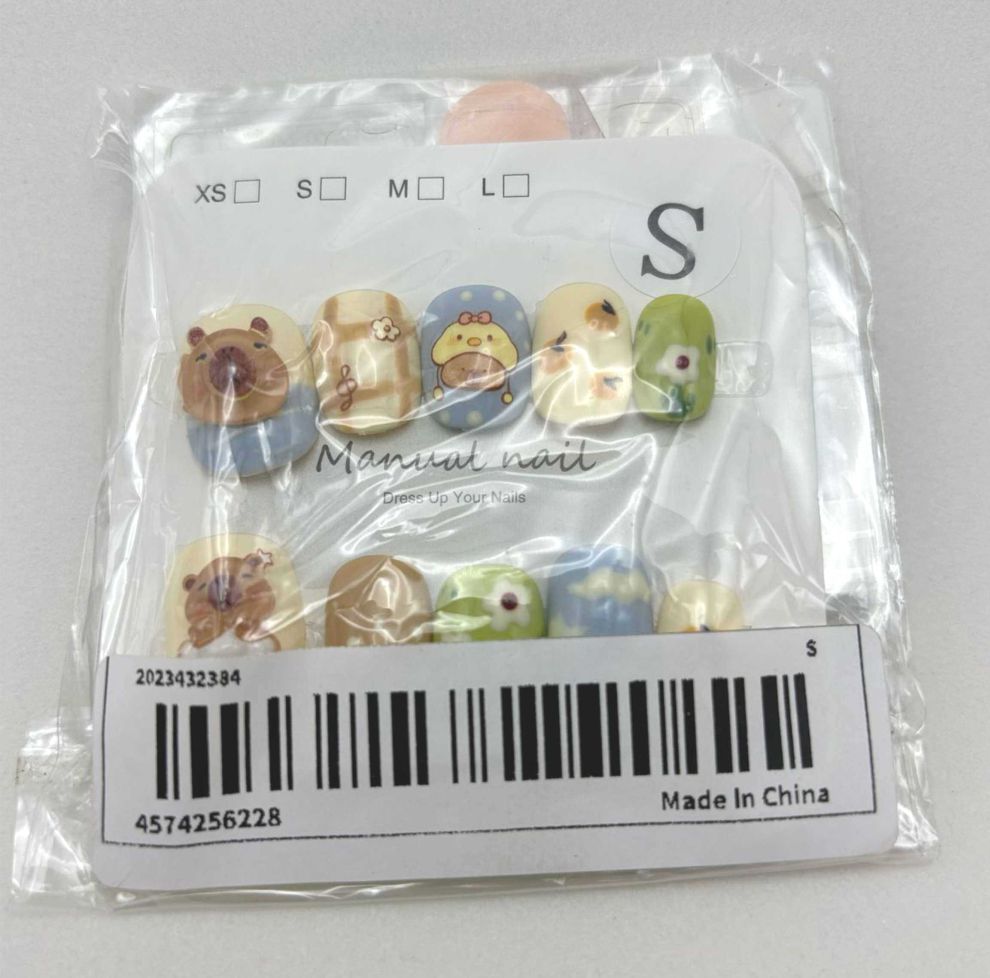 XS□ S□ M□ L□
S
Manual nail
Dress Up Your Nails
2023432384
S
4574256228
Made In China